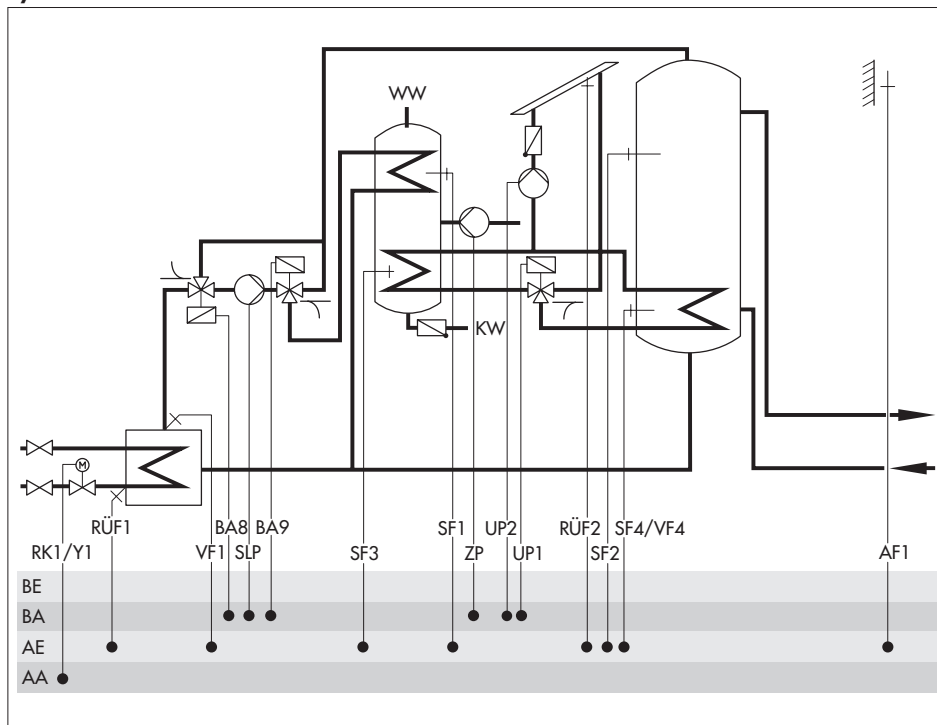 WW
KW
M
RÜF1
BA8 BA9
SF1 UP2
RÜF2 SF4/VF4
RK1/Y1
VF1 SLP
SF3
ZP UP1
SF2
AF1
BE
BA
AE
AA